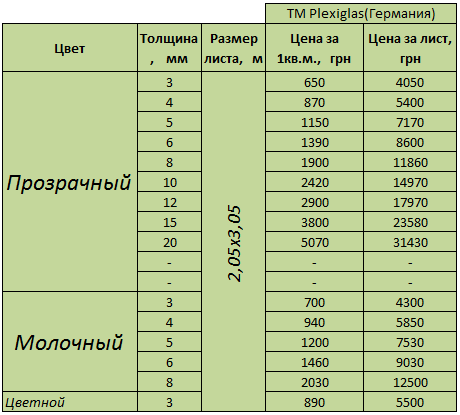 ТМ Plexiglas(Германия)
Цвет Толщина , мм Размер листа, м Цена за 1кв.м., грн Цена за лист, грн
Прозрачный 2,05х3,05
3 650 4050
4 870 5400
5 1150 7170
6 1390 8600
8 1900 11860
10 2420 14970
12 2900 17970
15 3800 23580
20 5070 31430
- - -
- - -
Молочный
3 700 4300
4 940 5850
5 1200 7530
6 1460 9030
8 2030 12500
Цветной 3 890 5500